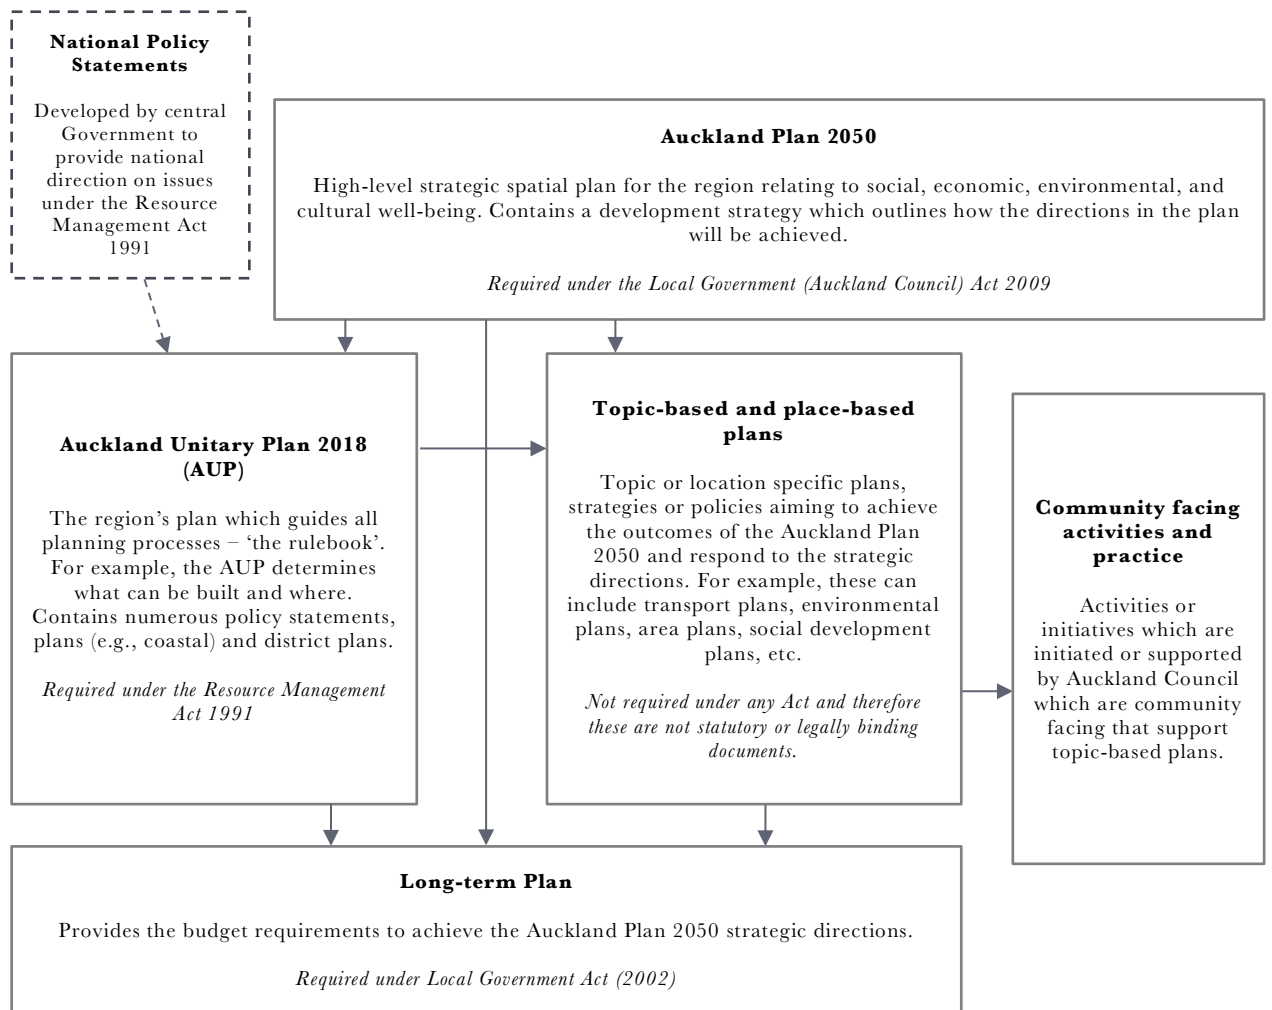 National Policy
Statements
Developed by central
Government to
provide national
direction on issues
under the Resource
Management Act
1991
Auckland Plan 2050
High-level strategic spatial plan for the region relating to social, economic, environmental, and
cultural well-being. Contains a development strategy which outlines how the directions in the plan
will be achieved.
Required under the Local Government (Auckland Council) Act 2009
Auckland Unitary Plan 2018
(AUP)
The region’s plan which guides all
planning processes – ‘the rulebook’.
For example, the AUP determines
what can be built and where.
Contains numerous policy statements,
plans (e.g., coastal) and district plans.
Required under the Resource Management
Act 1991
Topic-based and place-based
plans
Topic or location specific plans,
strategies or policies aiming to achieve
the outcomes of the Auckland Plan
2050 and respond to the strategic
directions. For example, these can
include transport plans, environmental
plans, area plans, social development
plans, etc.
Not required under any Act and therefore
these are not statutory or legally binding
documents.
Community facing
activities and
practice
Activities or
initiatives which are
initiated or supported
by Auckland Council
which are community
facing that support
topic-based plans.
Long-term Plan
Provides the budget requirements to achieve the Auckland Plan 2050 strategic directions.
Required under Local Government Act (2002)